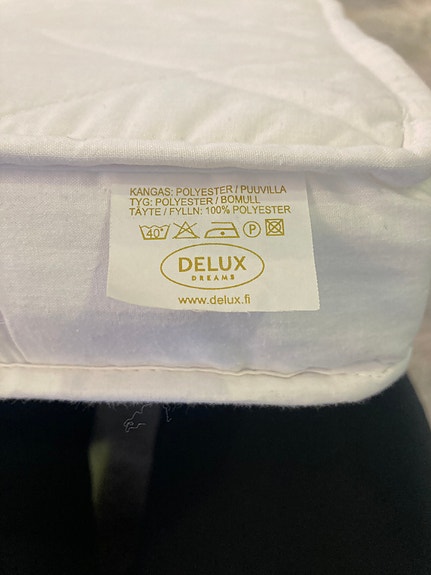 KANGAS: POLYESTER / PUUVILLA
TYG: POLYESTER / BOMULL
TÄYTE / FYLLN: 100% POLYESTER
40° P
DELUX
DREAMS
www.delux.fi